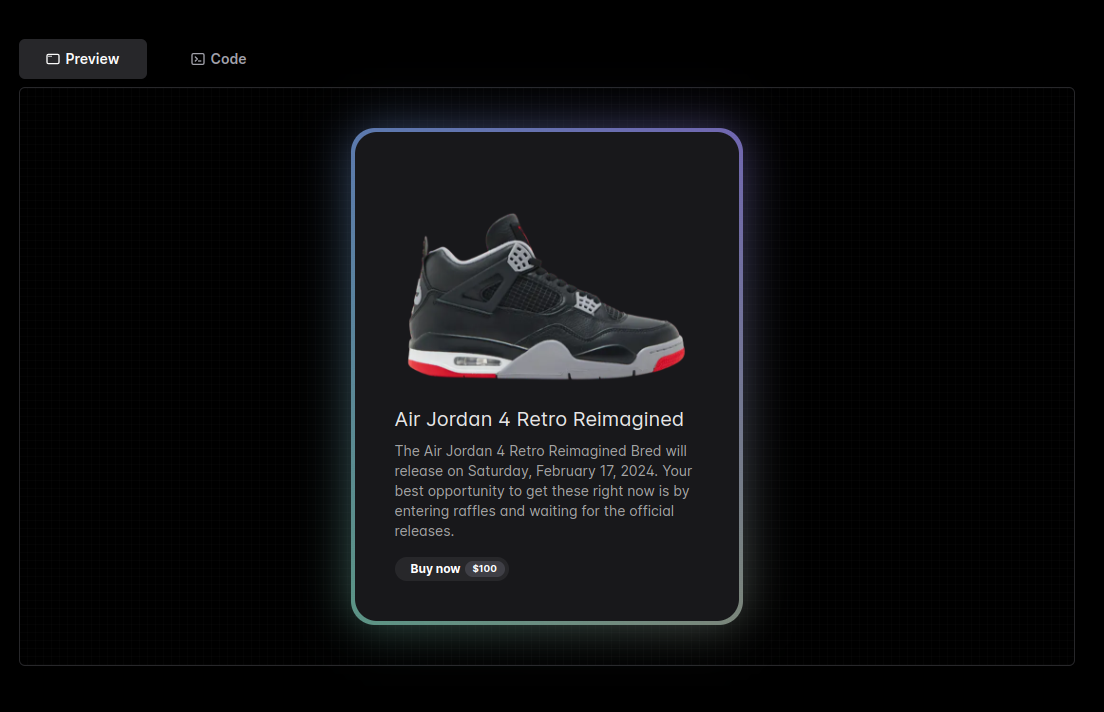 Preview
Code
Air Jordan 4 Retro Reimagined
The Air Jordan 4 Retro Reimagined Bred will
release on Saturday, February 17, 2024. Your
best opportunity to get these right now is by
entering raffles and waiting for the official
releases.
Buy now $100